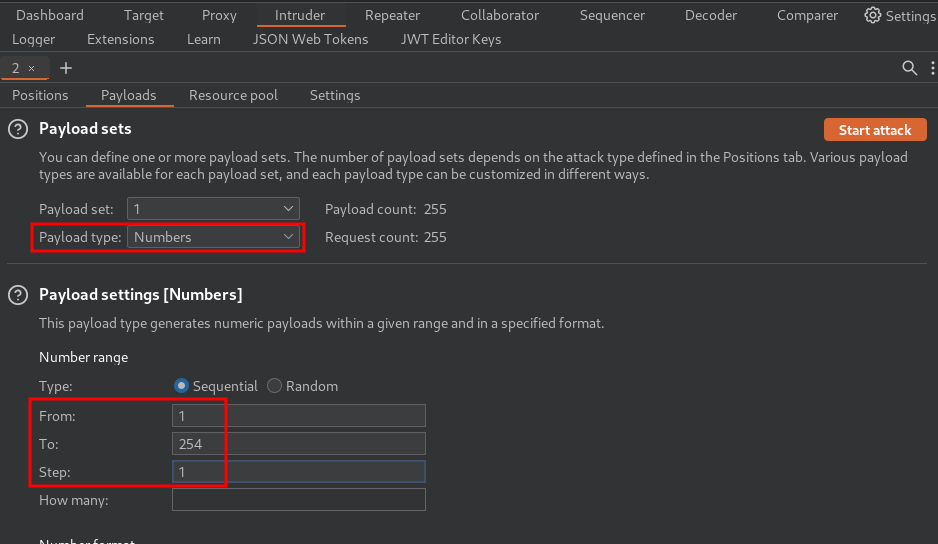 Dashboard Target Proxy Intruder Repeater Collaborator Sequencer Decoder Comparer Settings
Logger Extensions Learn JSON Web Tokens JWT Editor Keys
2 × +
Positions Payloads Resource pool Settings
? Payload sets Start attack
You can define one or more payload sets. The number of payload sets depends on the attack type defined in the Positions tab. Various payload
types are available for each payload set, and each payload type can be customized in different ways.
Payload set: 1 Payload count: 255
Payload type: Numbers Request count: 255
? Payload settings [Numbers]
This payload type generates numeric payloads within a given range and in a specified format.
Number range
Type: Sequential Random
From: 1
To: 254
Step: 1
How many:
Number format